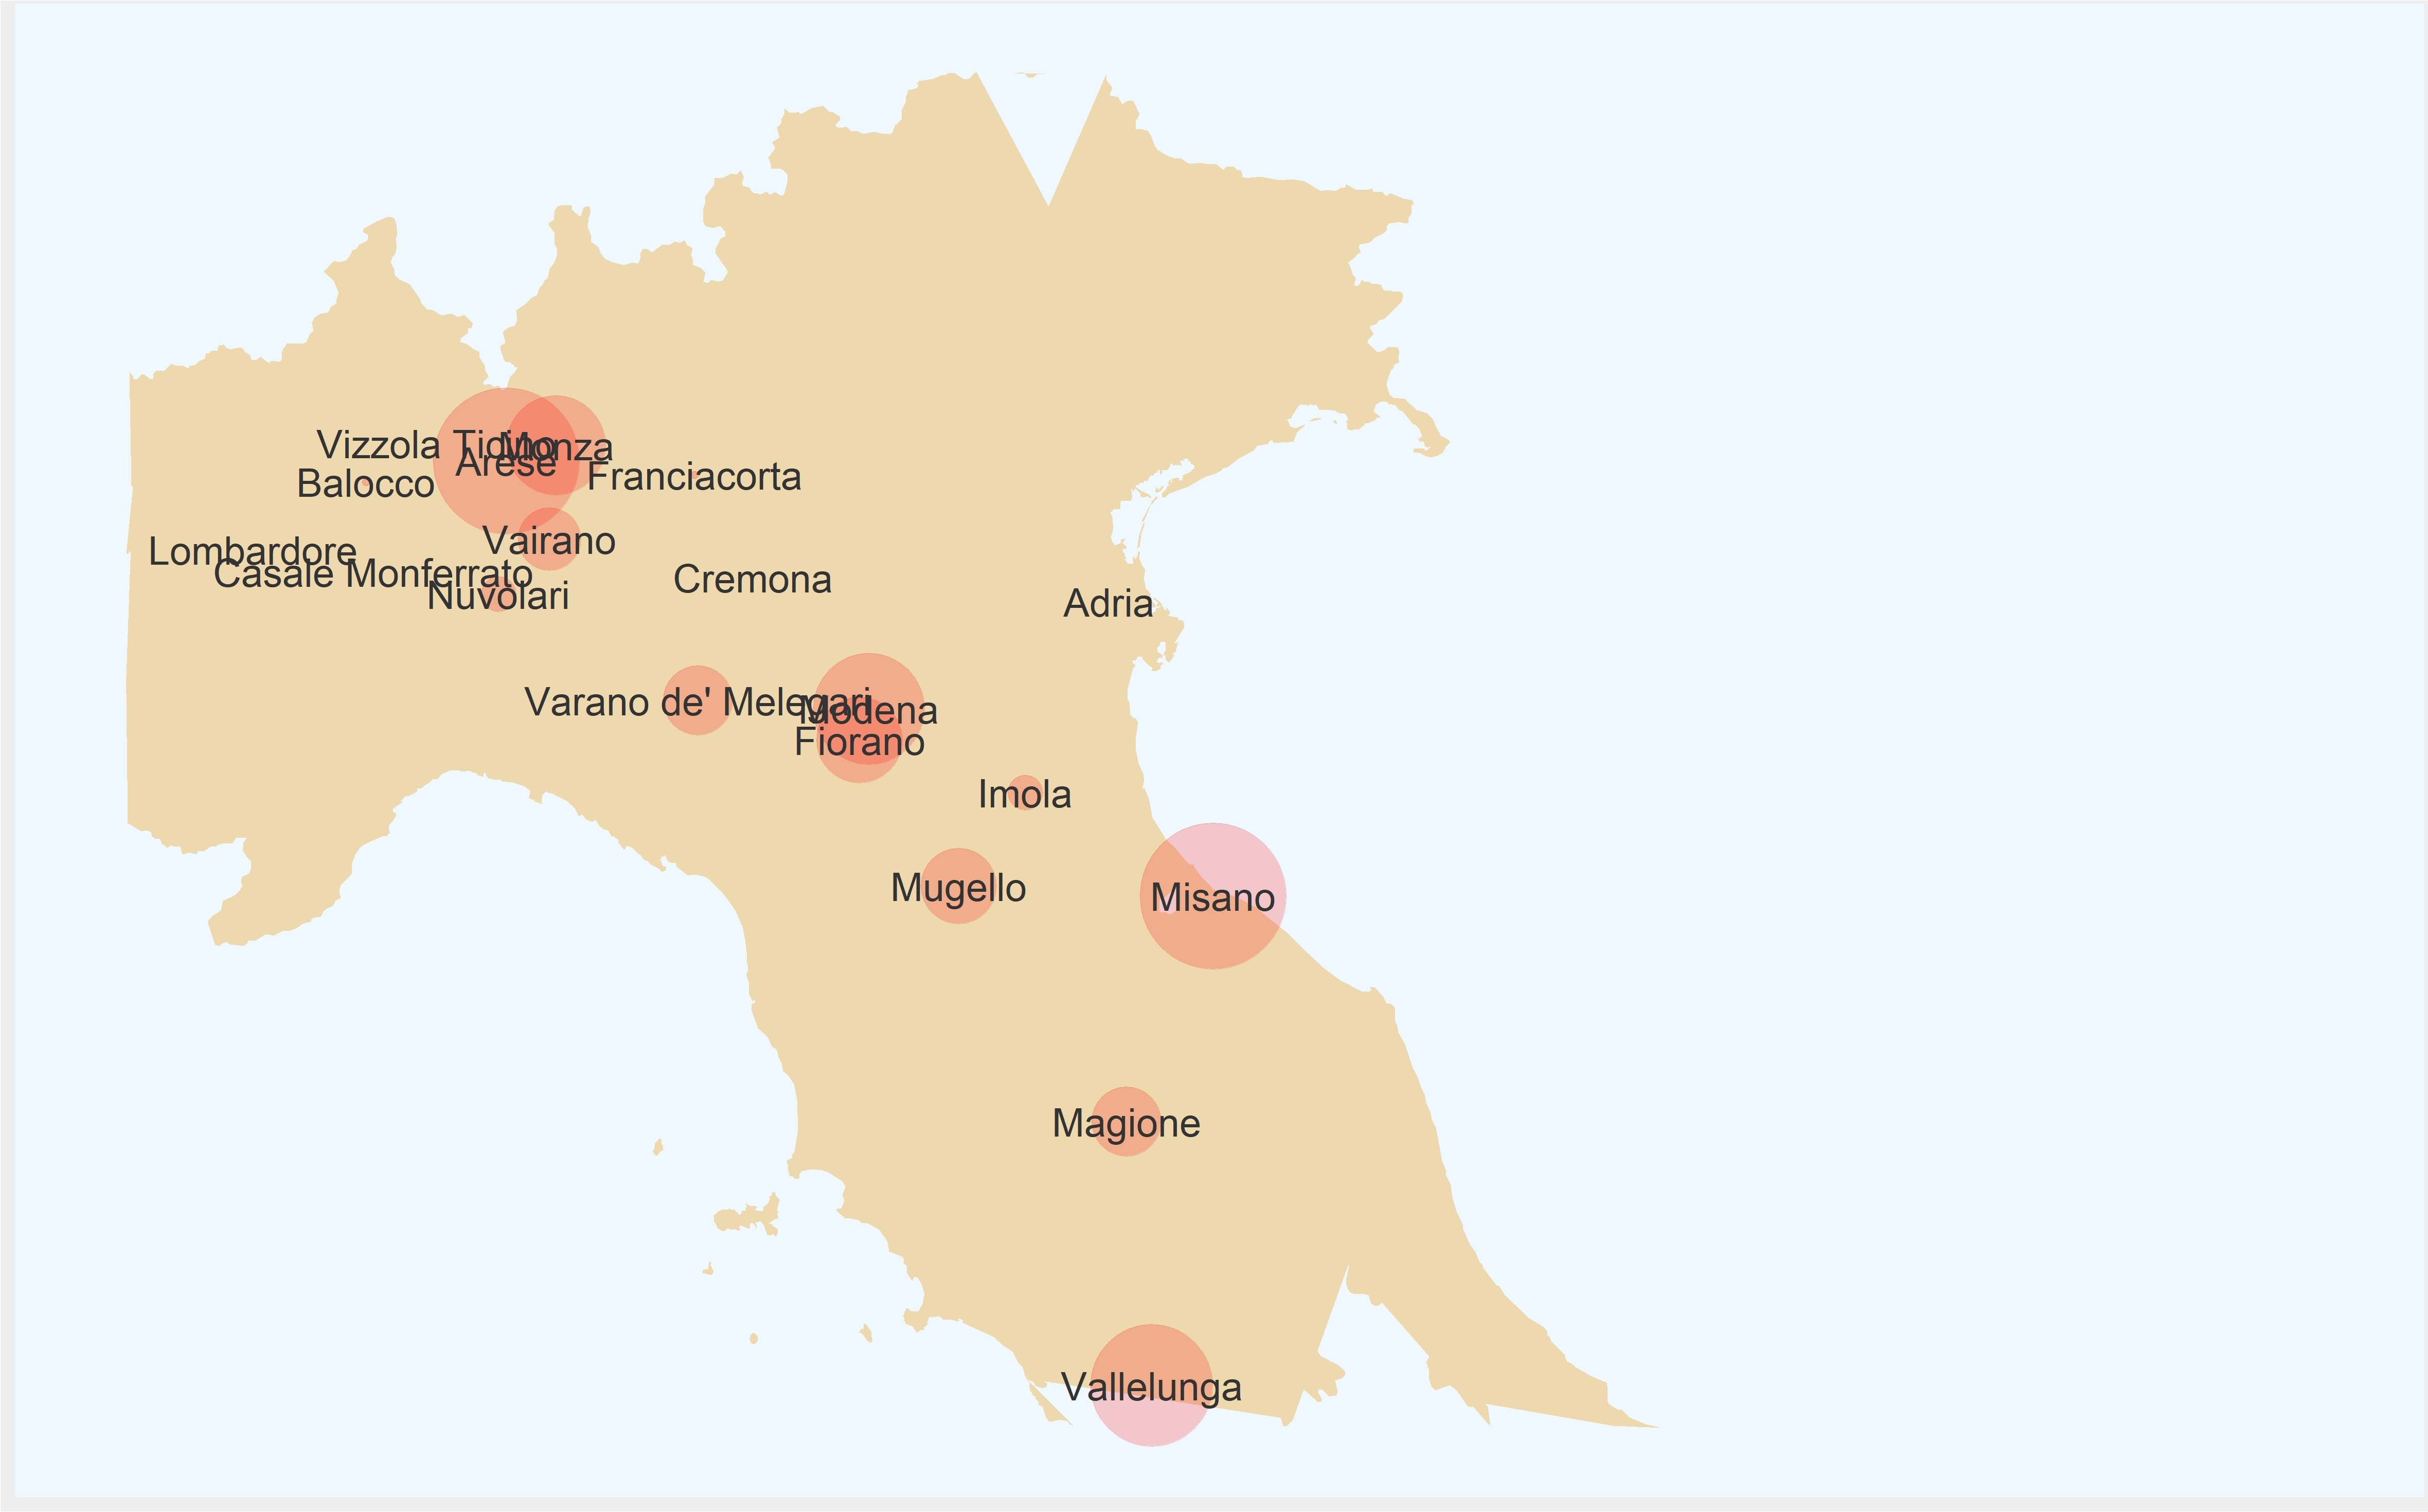 Vizzola Ticino
Monza
Arese
Franciacorta
Balocco
Vairano
Lombardore
Casale Monferrato
Cremona
Nuvolari
Adria
Varano de' Melegari
Modena
Fiorano
Imola
Mugello
Misano
Magione
Vallelunga